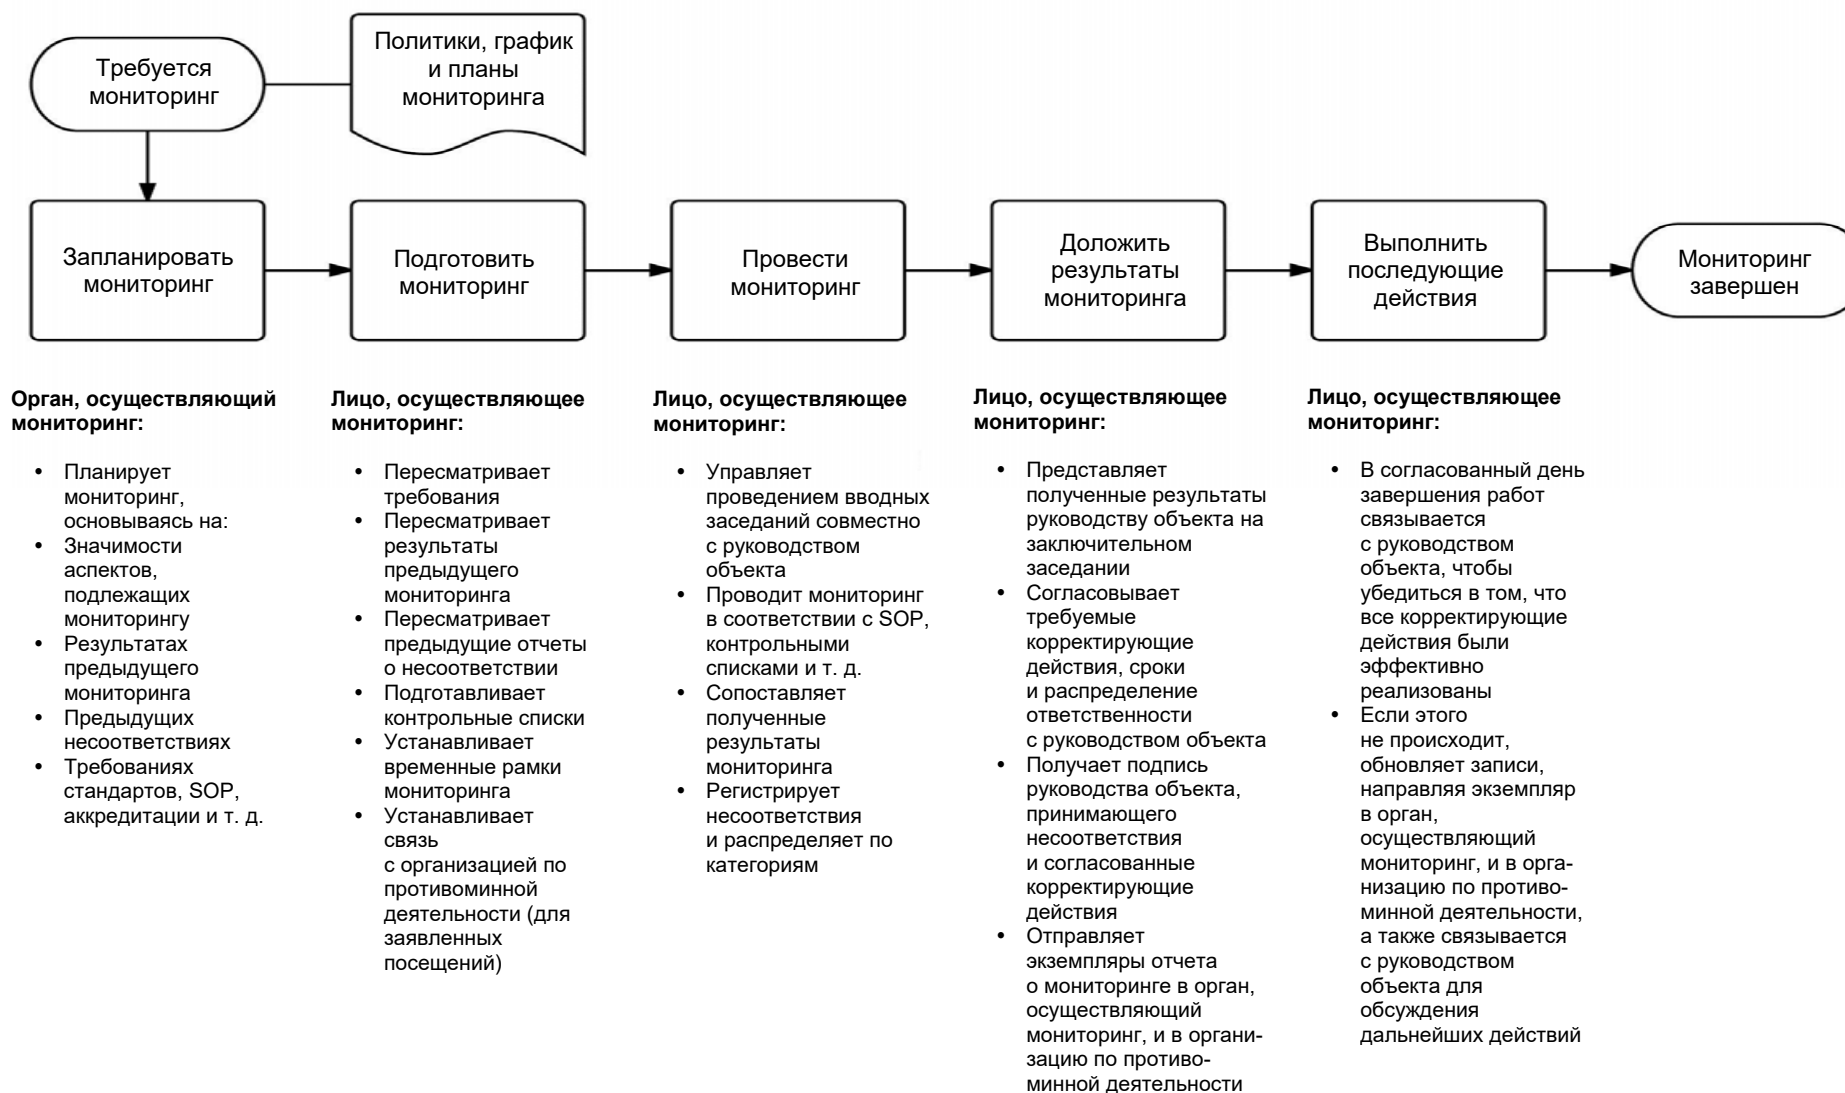 Требуется
мониторинг
Политики, график
и планы
мониторинга
Запланировать
мониторинг
Подготовить
мониторинг
Провести
мониторинг
Доложить
результаты
мониторинга
Выполнить
последующие
действия
Мониторинг
завершен
Орган, осуществляющий
мониторинг:
• Планирует
мониторинг,
основываясь на:
• Значимости
аспектов,
подлежащих
мониторингу
• Результатах
предыдущего
мониторинга
• Предыдущих
несоответствиях
• Требованиях
стандартов, SOP,
аккредитации и т. д.
Лицо, осуществляющее
мониторинг:
• Пересматривает
требования
• Пересматривает
результаты
предыдущего
мониторинга
• Пересматривает
предыдущие отчеты
о несоответствии
• Подготавливает
контрольные списки
• Устанавливает
временные рамки
мониторинга
• Устанавливает
связь
с организацией по
противоминной
деятельности (для
заявленных
посещений)
Лицо, осуществляющее
мониторинг:
• Управляет
проведением вводных
заседаний совместно
с руководством
объекта
• Проводит мониторинг
в соответствии с SOP,
контрольными
списками и т. д.
• Сопоставляет
полученные
результаты
мониторинга
• Регистрирует
несоответствия
и распределяет по
категориям
Лицо, осуществляющее
мониторинг:
• Представляет
полученные результаты
руководству объекта на
заключительном
заседании
• Согласовывает
требуемые
корректирующие
действия, сроки
и распределение
ответственности
с руководством объекта
• Получает подпись
руководства объекта,
принимающего
несоответствия
и согласованные
корректирующие
действия
• Отправляет
экземпляры отчета
о мониторинге в орган,
осуществляющий
мониторинг, и в органи-
зацию по противо-
минной деятельности
Лицо, осуществляющее
мониторинг:
• В согласованный день
завершения работ
связывается
с руководством
объекта, чтобы
убедиться в том, что
все корректирующие
действия были
эффективно
реализованы
• Если этого
не происходит,
обновляет записи,
направляя экземпляр
в орган,
осуществляющий
мониторинг, и в орга-
низацию по противо-
минной деятельности,
а также связывается
с руководством
объекта для
обсуждения
дальнейших действий